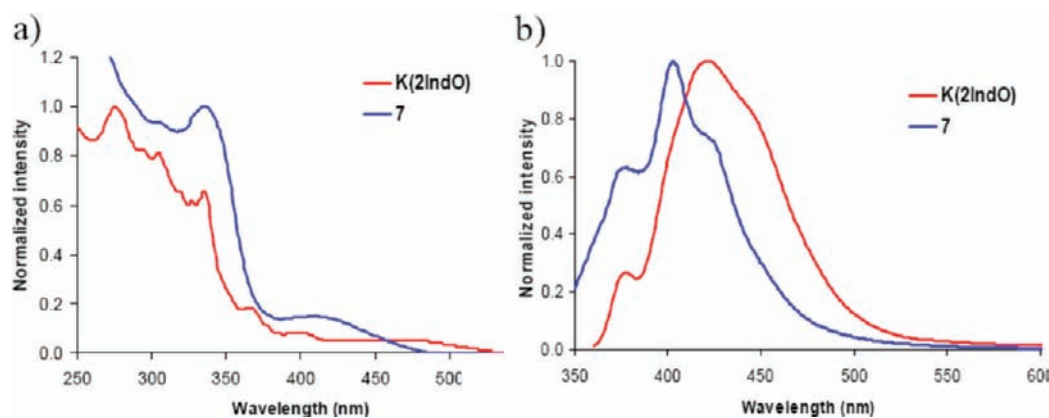 a)
1.2
1.0
0.8
0.6
0.4
0.2
0.0
Normalized intensity
K(2IndO)
7
250 300 350 400 450 500
Wavelength (nm)
b)
1.0
0.8
0.6
0.4
0.2
0.0
Normalized intensity
K(2IndO)
7
350 400 450 500 550 600
Wavelength (nm)